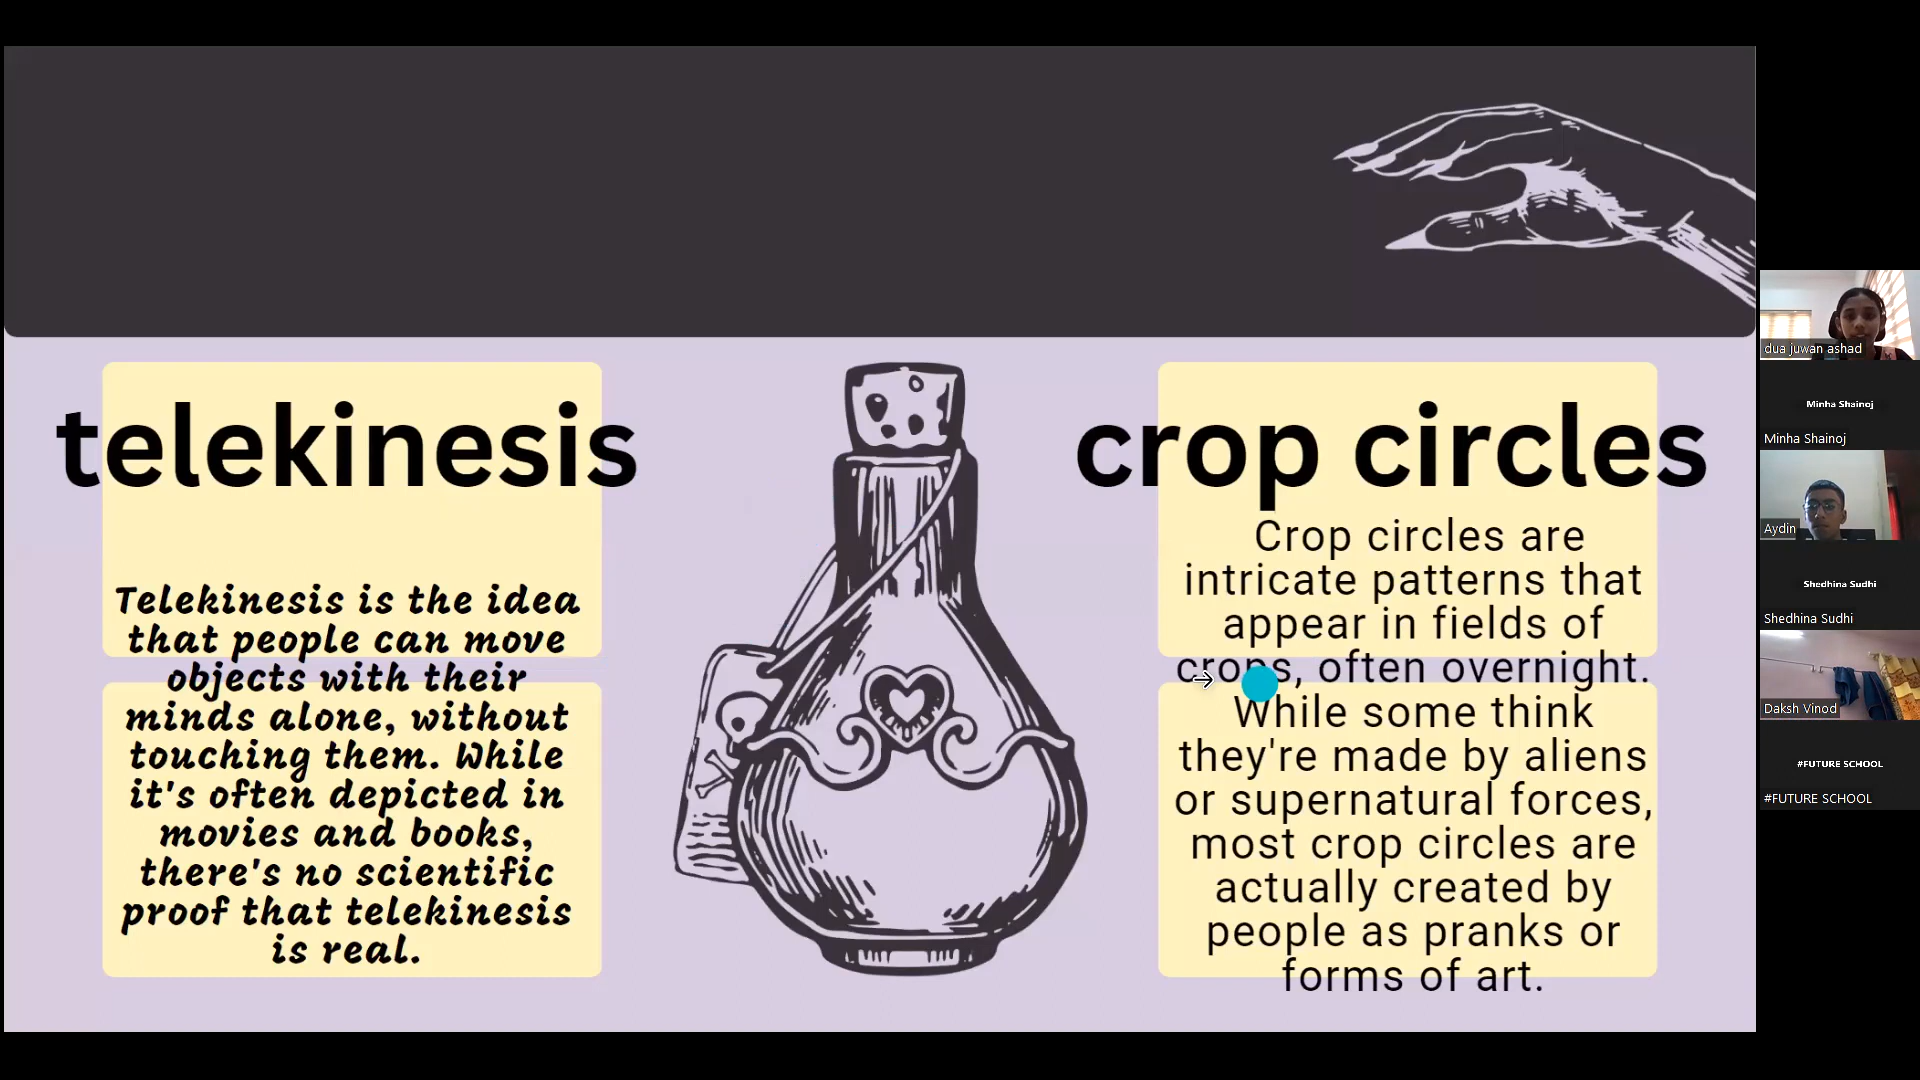 telekinesis
Telekinesis is the idea
that people can move
objects with their
minds alone, without
touching them. While
it's often depicted in
movies and books,
there's no scientific
proof that telekinesis
is real.
crop circles
Crop circles are
intricate patterns that
appear in fields of
crops, often overnight.
While some think
they're made by aliens
or supernatural forces,
most crop circles are
actually created by
people as pranks or
forms of art.
dua juwan ashad
Minha Shainoj
Minha Shainoj
Aydin
Shedhina Sudhi
Shedhina Sudhi
Daksh Vinod
#FUTURE SCHOOL
#FUTURE SCHOOL